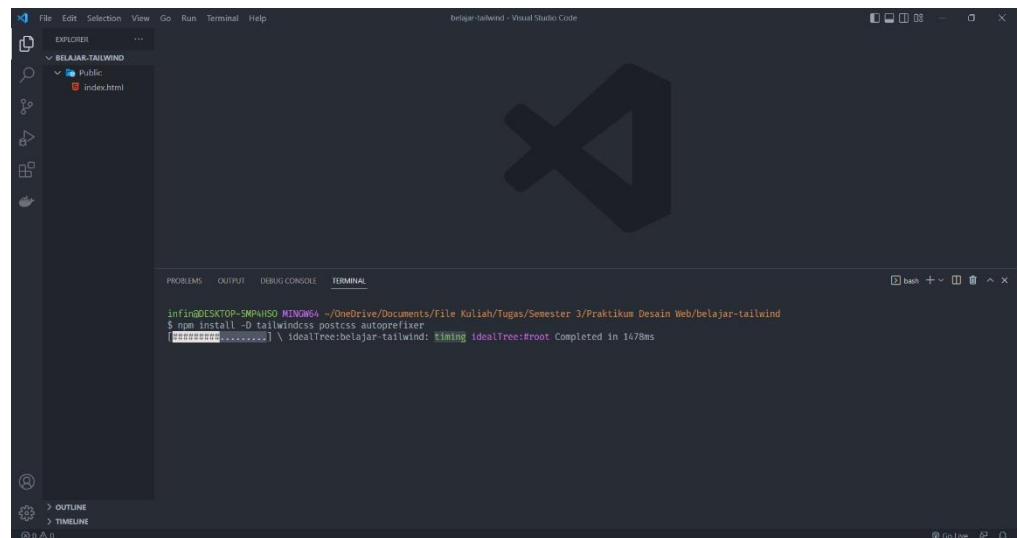 File Edit Selection View Go Run Terminal Help
belajar-tailwind - Visual Studio Code
EXPLORER
BELAJAR-TAILWIND
Public
index.html
PROBLEMS OUTPUT DEBUG CONSOLE TERMINAL
bash
infin@DESKTOP-5MP4HSO MINGW64 ~/OneDrive/Documents/File Kuliah/Tugas/Semester 3/Praktikum Desain Web/belajar-tailwind
$ npm install -D tailwindcss postcss autoprefixer
[#########.........] \ idealTree:belajar-tailwind: timing idealTree:#root Completed in 1478ms
OUTLINE
TIMELINE
0 0
Go Live